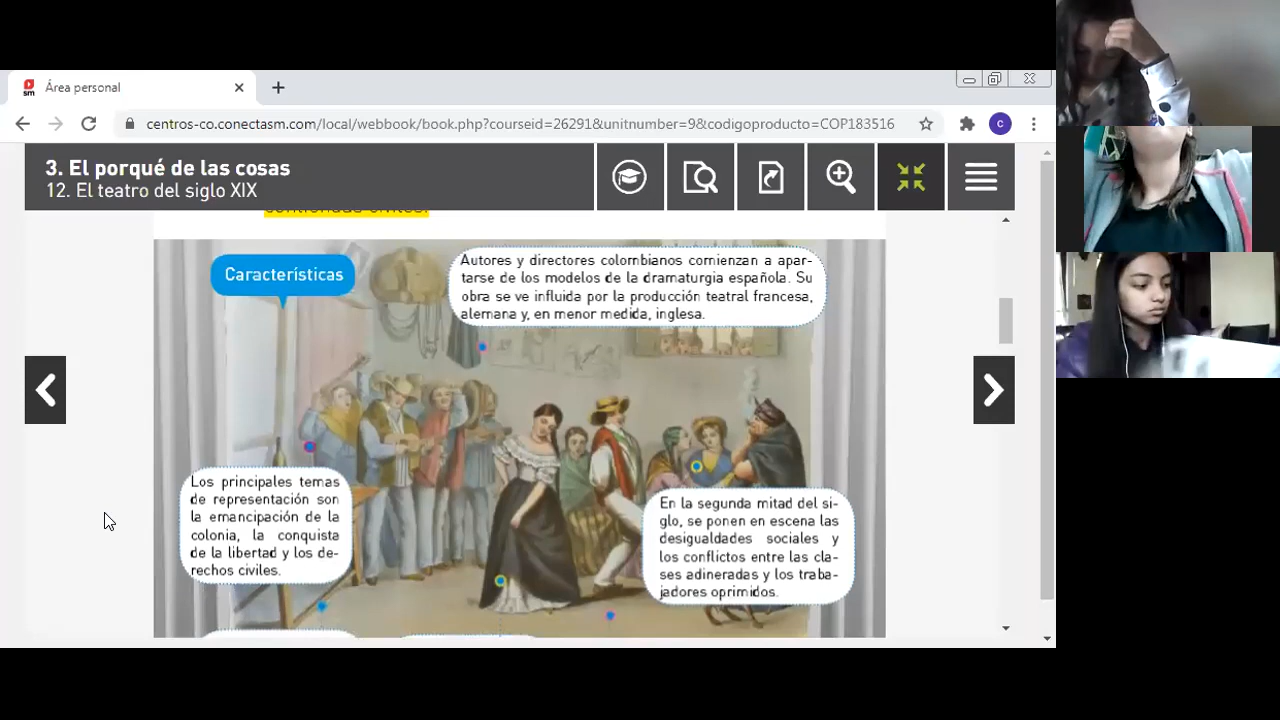 sm
Área personal
centros-co.conectasm.com/local/webbook/book.php?courseid=26291&unitnumber=9&codigoproducto=COP183516
c
3. El porqué de las cosas
12. El teatro del siglo XIX
Características
Autores y directores colombianos comienzan a apar-
tarse de los modelos de la dramaturgia española. Su
obra se ve influida por la producción teatral francesa,
alemana y, en menor medida, inglesa.
Los principales temas
de representación son
la emancipación de la
colonia, la conquista
de la libertad y los de-
rechos civiles.
En la segunda mitad del si-
glo, se ponen en escena las
desigualdades sociales y
los conflictos entre las cla-
ses adineradas y los traba-
jadores oprimidos.